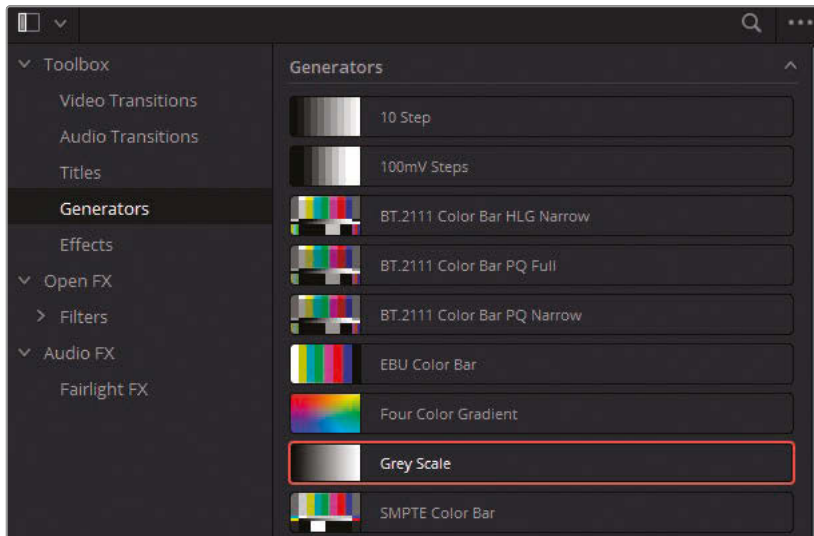 Toolbox
Video Transitions
Audio Transitions
Titles
Generators
Effects
Open FX
Filters
Audio FX
Fairlight FX
Generators
10 Step
100mV Steps
BT.2111 Color Bar HLG Narrow
BT.2111 Color Bar PQ Full
BT.2111 Color Bar PQ Narrow
EBU Color Bar
Four Color Gradient
Grey Scale
SMPTE Color Bar